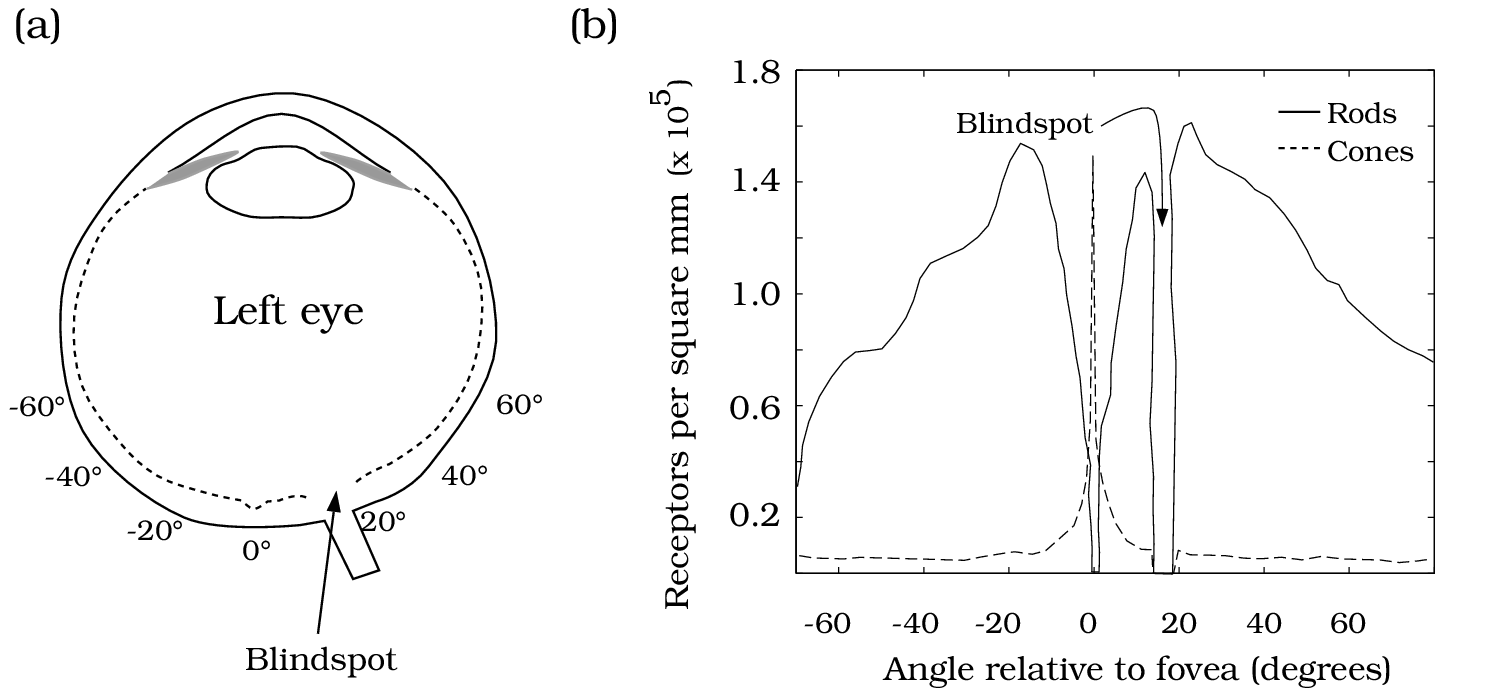 (a)
Left eye
-60°
60°
-40°
40°
-20°
20°
0°
Blindspot
(b)
Receptors per square mm (x 10⁵)
1.8
1.4
1.0
0.6
0.2
Blindspot
Rods
Cones
-60 -40 -20 0 20 40 60
Angle relative to fovea (degrees)